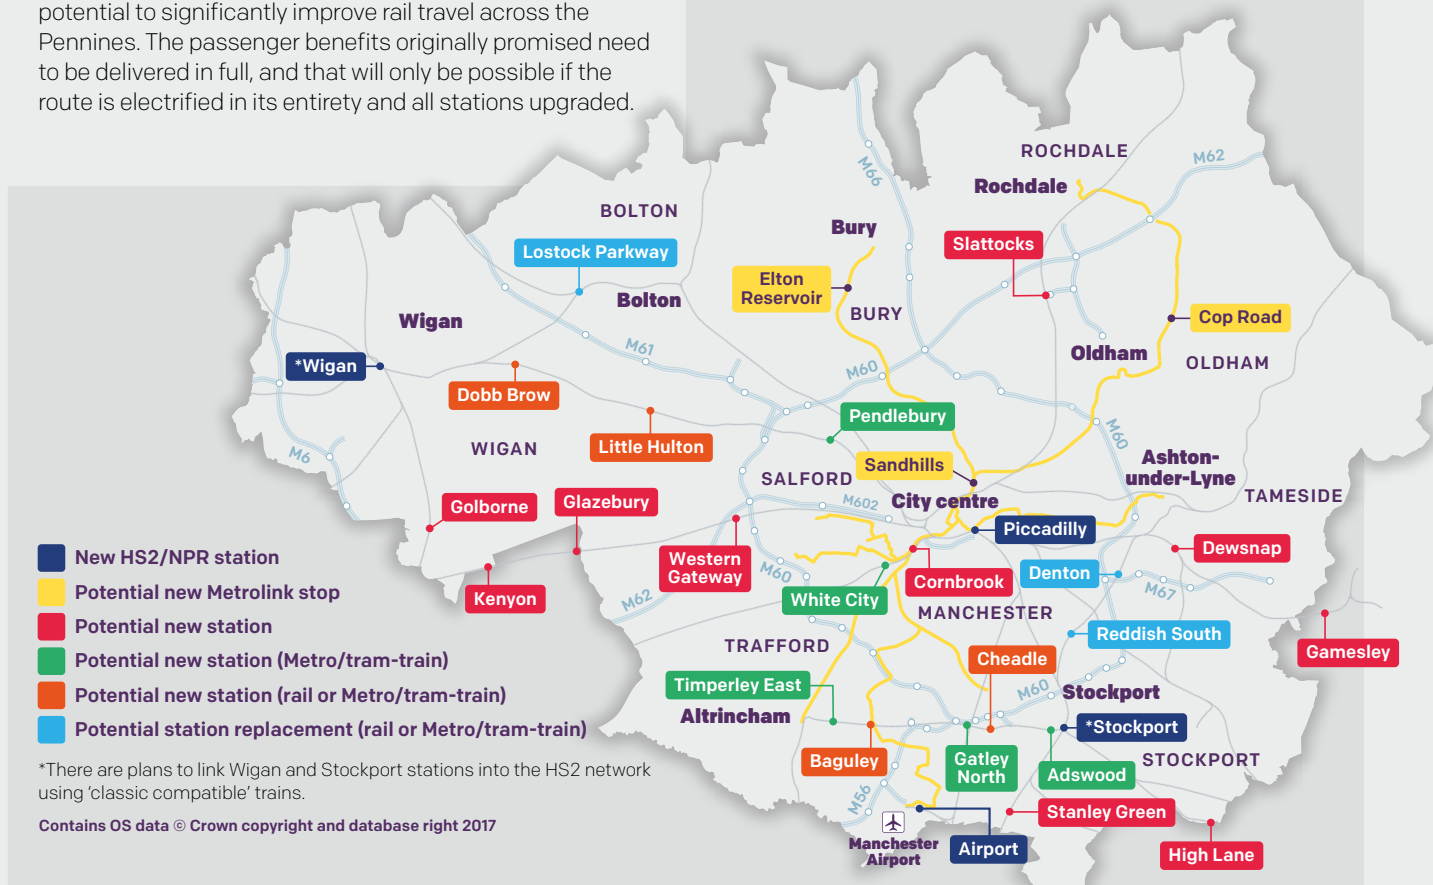 potential to significantly improve rail travel across the
Pennines. The passenger benefits originally promised need
to be delivered in full, and that will only be possible if the
route is electrified in its entirety and all stations upgraded.
ROCHDALE
M62
M66
Rochdale
BOLTON
Bury
Slattocks
Lostock Parkway
Elton
Reservoir
Bolton
BURY
Cop Road
Wigan
M61
Oldham
OLDHAM
*Wigan
M60
Dobb Brow
Pendlebury
M60
Little Hulton
WIGAN
M6
Sandhills
Ashton-
under-Lyne
SALFORD
TAMESIDE
City centre
M602
Golborne
Glazebury
Piccadilly
Western
Gateway
Dewsnap
M60
Cornbrook
Denton
M67
Kenyon
M62
White City
MANCHESTER
TRAFFORD
Reddish South
Gamesley
Cheadle
Timperley East
M60
Stockport
Altrincham
*Stockport
Baguley
Gatley
North
Adswood
STOCKPORT
M56
Stanley Green
Manchester
Airport
Airport
High Lane
New HS2/NPR station
Potential new Metrolink stop
Potential new station
Potential new station (Metro/tram-train)
Potential new station (rail or Metro/tram-train)
Potential station replacement (rail or Metro/tram-train)
*There are plans to link Wigan and Stockport stations into the HS2 network
using ‘classic compatible’ trains.
Contains OS data © Crown copyright and database right 2017